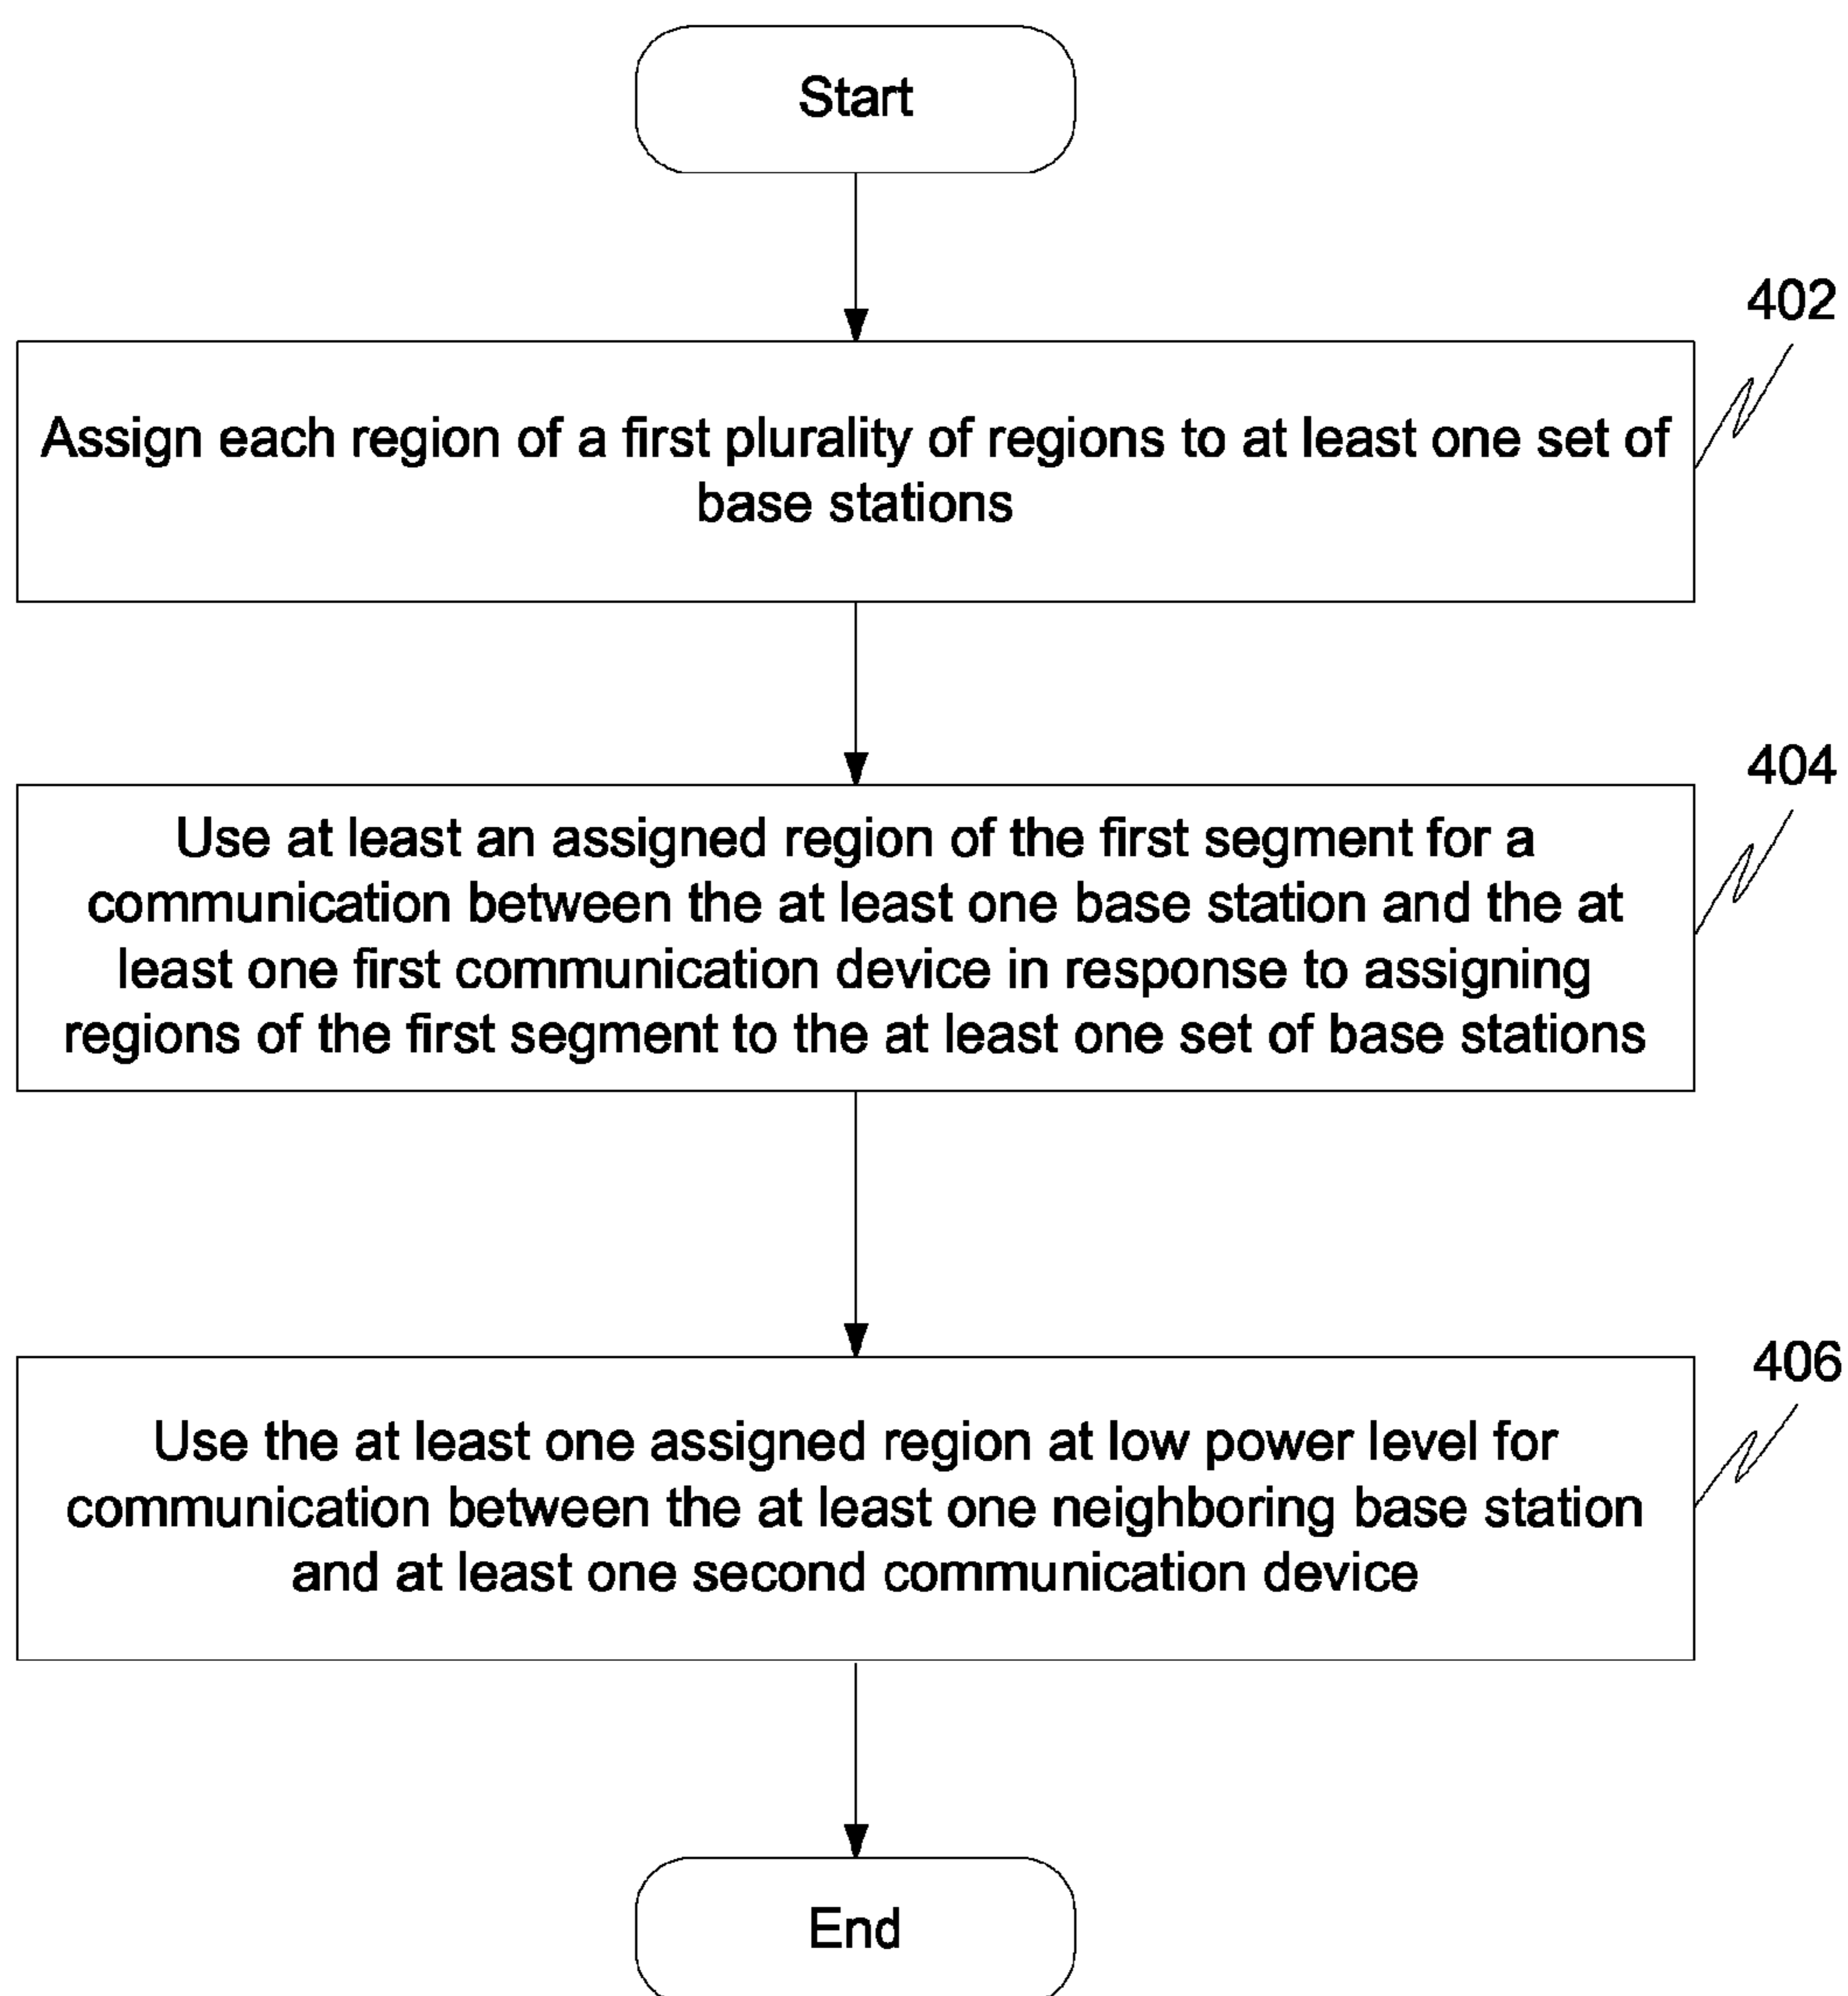 Start
402
Assign each region of a first plurality of regions to at least one set of
base stations
404
Use at least an assigned region of the first segment for a
communication between the at least one base station and the at
least one first communication device in response to assigning
regions of the first segment to the at least one set of base stations
406
Use the at least one assigned region at low power level for
communication between the at least one neighboring base station
and at least one second communication device
End